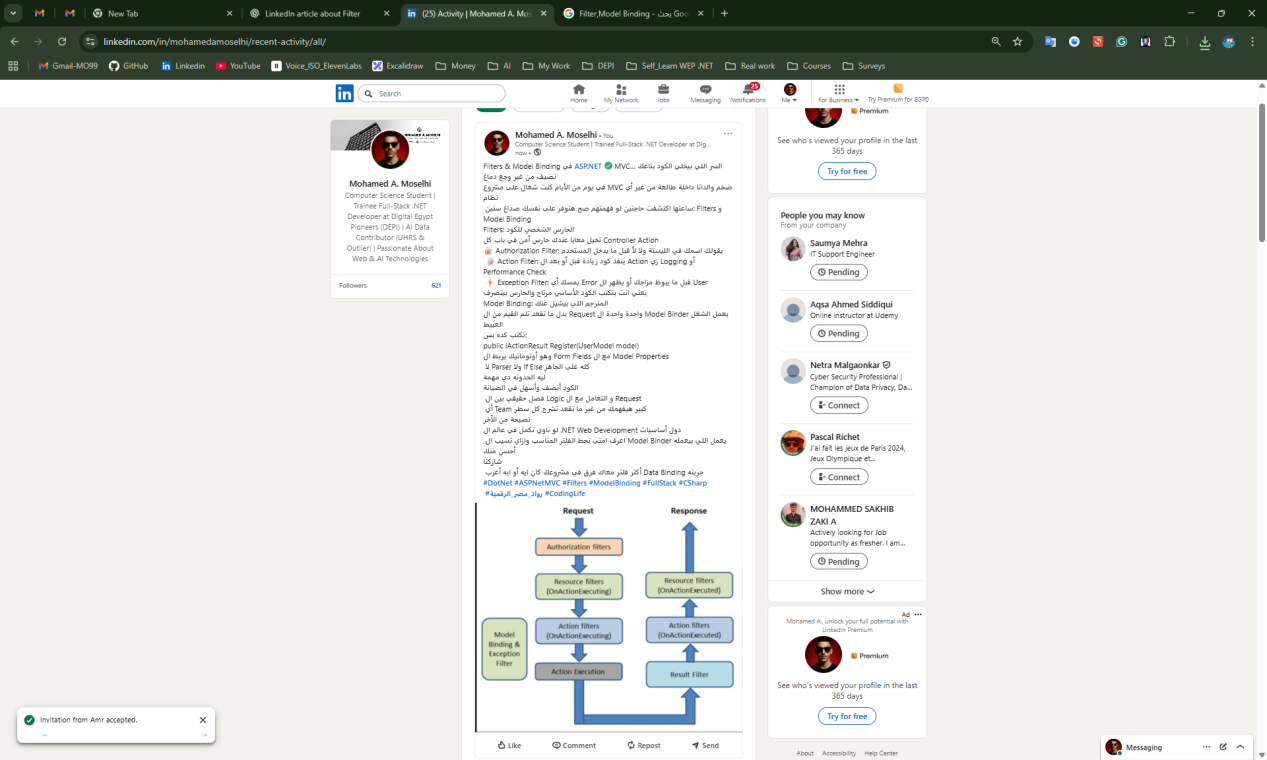 New Tab
LinkedIn article about Filter
(25) Activity | Mohamed A. Mos
Filter,Model Binding - بحث Goo
linkedin.com/in/mohamedamoselhi/recent-activity/all/
Gmail-MO99
GitHub
Linkedin
YouTube
Voice_ISO_ElevenLabs
Excalidraw
Money
AI
My Work
DEPI
Self_Learn WEP .NET
Real work
Courses
Surveys
Search
Home
My Network
Jobs
Messaging
25
Notifications
Me
For Business
Try Premium for EGP0
Mohamed A. Moselhi
Computer Science Student |
Trainee Full-Stack .NET
Developer at Digital Egypt
Pioneers (DEPI) | AI Data
Contributor (UHRS &
Outlier) | Passionate About
Web & AI Technologies
Followers 621
Mohamed A. Moselhi • You
Computer Science Student | Trainee Full-Stack .NET Developer at Dig...
now •
Filters & Model Binding في ASP.NET MVC... السر اللي بيخلي الكود بتاعك
نضيف من غير وجع دماغ
في يوم من الأيام كنت شغال على مشروع MVC ضخم والداتا داخلة طالعة من غير أي
نظام
ساعتها اكتشفت حاجتين لو فهمتهم صح هتوفر على نفسك صداع سنين: Filters و
Model Binding
Filters: الحارس الشخصي للكود
تخيل معايا عندك حارس أمن في باب كل Controller Action
Authorization Filter: يقولك اسمك في الليستة ولا لأ قبل ما يدخل المستخدم
Action Filter: ينفذ كود زيادة قبل أو بعد ال Action زي Logging أو
Performance Check
Exception Filter: يمسك أي Error قبل ما يبوظ مزاجك أو يظهر لل User
يعني انت بتكتب الكود الأساسي مرتاح والحارس بيتصرف
Model Binding: المترجم اللي بيشيل عنك
بدل ما تقعد تلم القيم من ال Request واحدة واحدة ال Model Binder يعمل الشغل
العبيط
تكتب كده بس:
public IActionResult Register(UserModel model)
وهو أوتوماتيك يربط ال Form Fields مع ال Model Properties
لا Parser ولا If Else كله على الجاهز
ليه الحدوته دي مهمة
الكود أنضف وأسهل في الصيانة
فصل حقيقي بين ال Logic و التعامل مع ال Request
أي Team كبير هيفهمك من غير ما تقعد تشرح كل سطر
نصيحة من الآخر
لو ناوي تكمل في عالم ال .NET Web Development دول أساسيات
اعرف امتى تحط الفلتر المناسب وازاي تسيب ال Model Binder يعمل اللي بيعمله
أحسن منك
شاركنا
أكتر فلتر معاك فرق في مشروعك كان ايه أو ايه أغرب Data Binding جربته
#DotNet #ASPNetMVC #Filters #ModelBinding #FullStack #CSharp
#رواد_مصر_الرقمية #CodingLife
Request
Response
Authorization filters
Resource filters
(OnActionExecuting)
Resource filters
(OnActionExecuted)
Action filters
(OnActionExecuting)
Action filters
(OnActionExecuted)
Model
Binding &
Exception
Filter
Action Execution
Result Filter
Like
Comment
Repost
Send
Premium
See who's viewed your profile in the last
365 days
Try for free
People you may know
From your company
Saumya Mehra
IT Support Engineer
Pending
Aqsa Ahmed Siddiqui
Online instructor at Udemy
Pending
Netra Malgaonkar
Cyber Security Professional |
Champion of Data Privacy, Da...
Connect
Pascal Richet
J'ai fait les jeux de Paris 2024,
Jeux Olympique et...
Connect
MOHAMMED SAKHIB
ZAKI A
Actively looking for Job
opportunity as fresher. I am...
Pending
Show more
Ad
Mohamed A., unlock your full potential with
LinkedIn Premium
Premium
See who's viewed your profile in the last
365 days
Try for free
About Accessibility Help Center
Invitation from Amr accepted.
Messaging